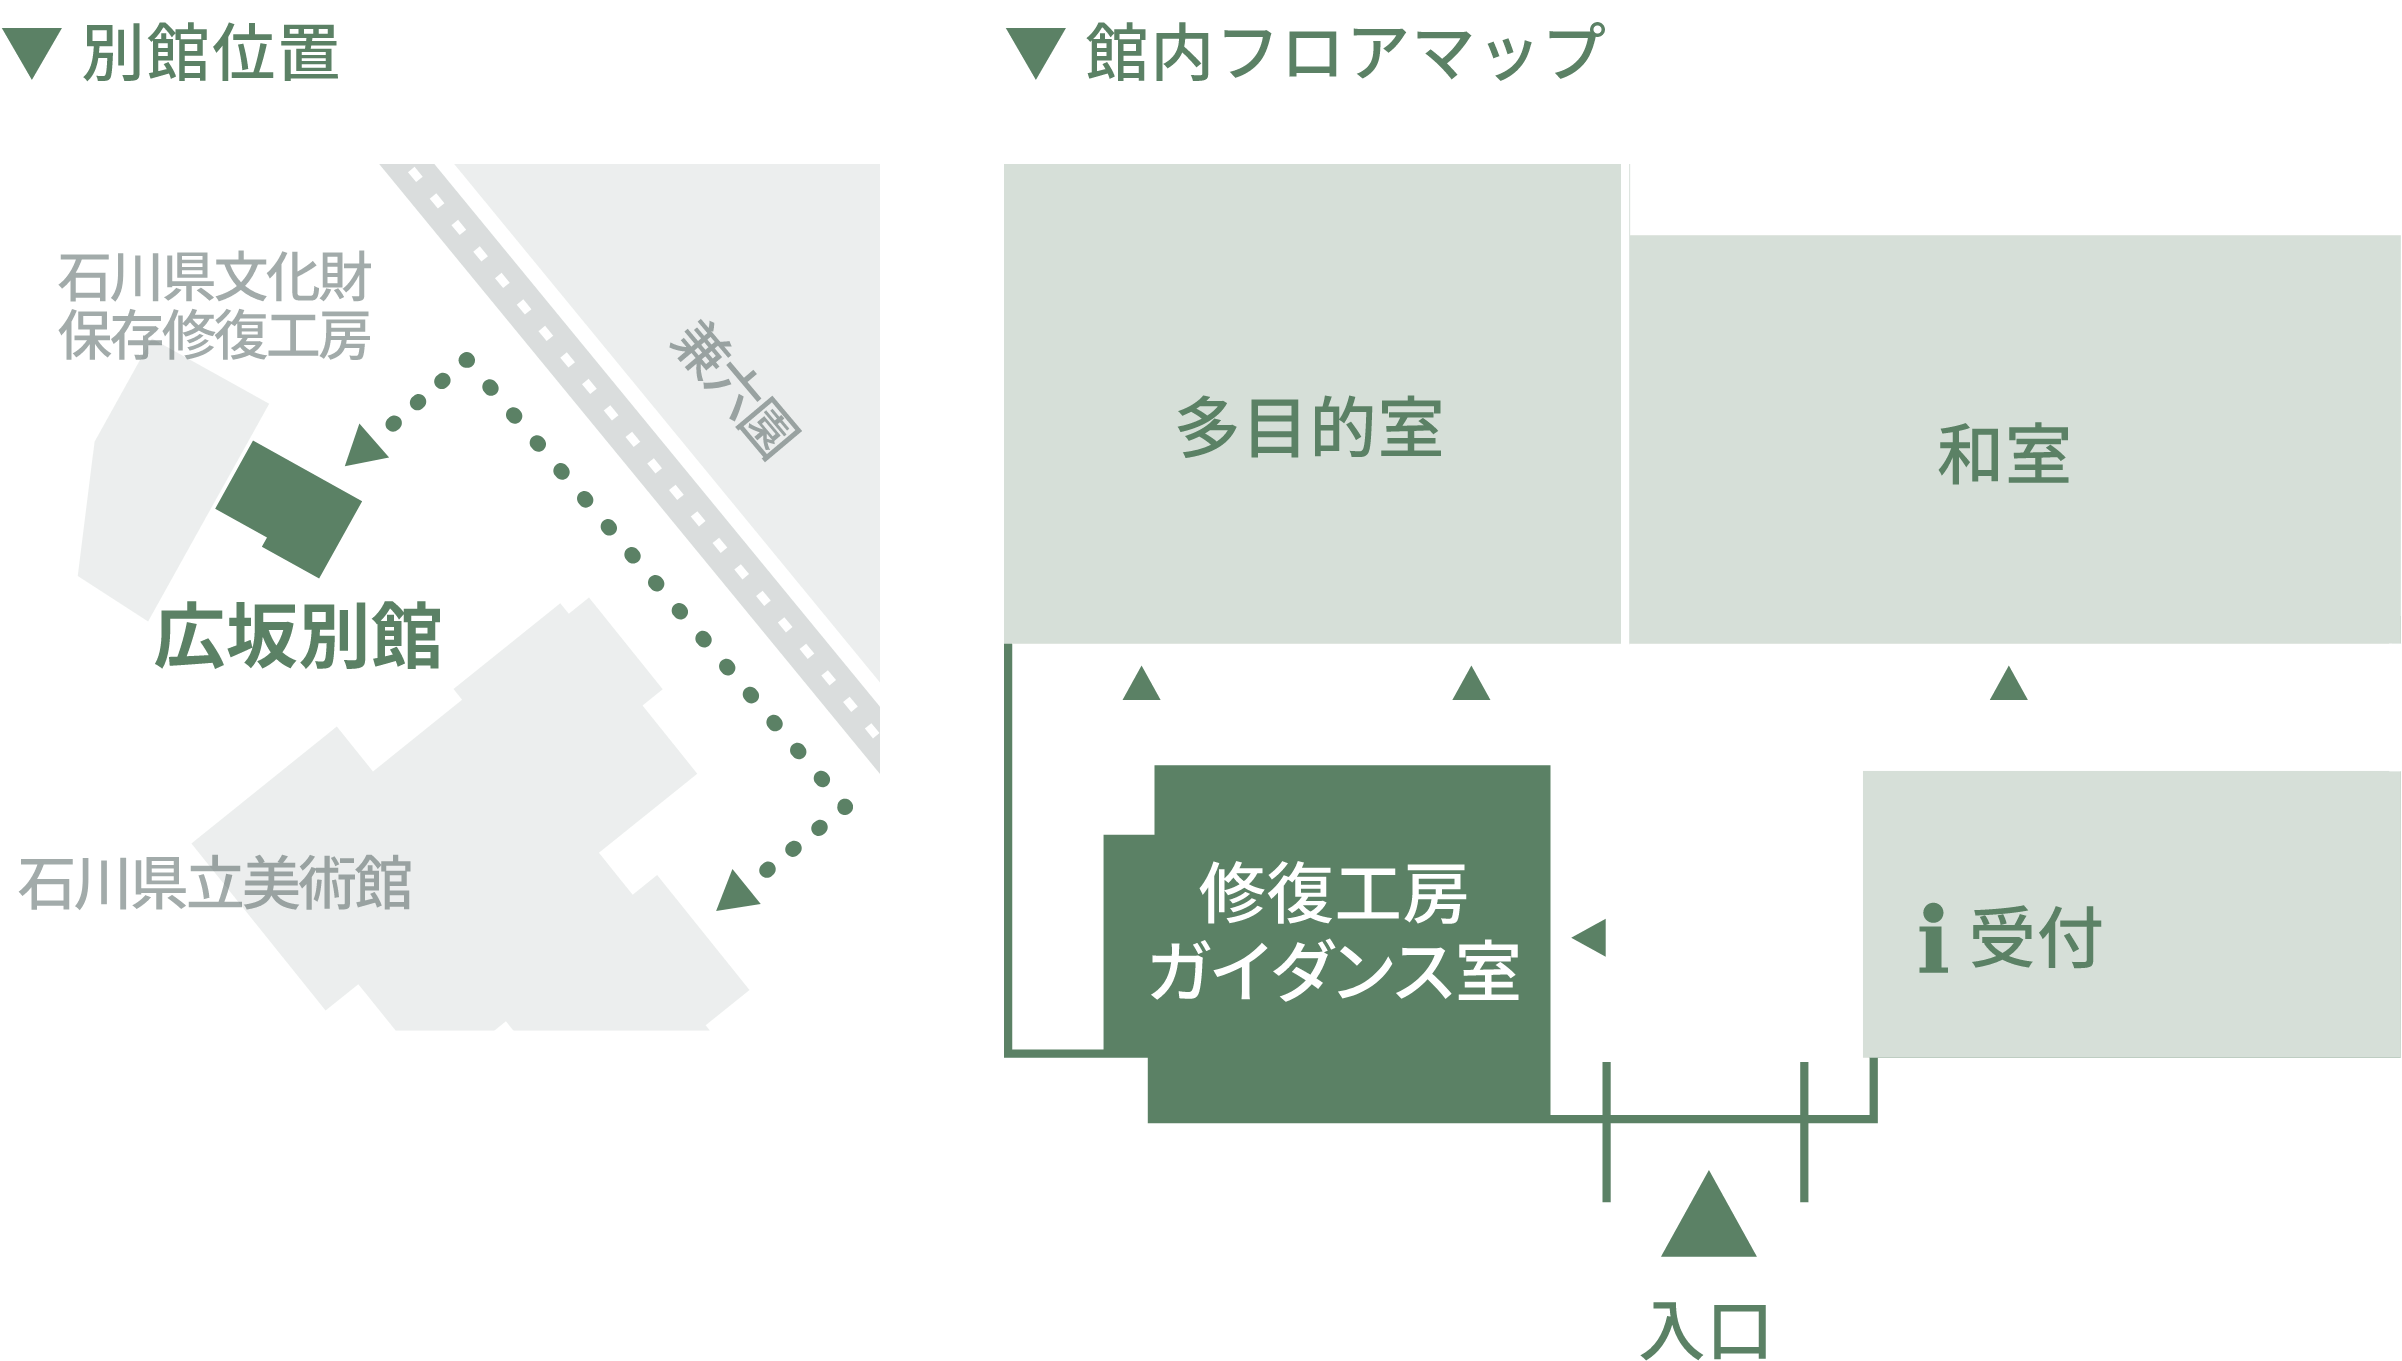 ▼別館位置
石川県文化財
保存修復工房
兼六園
広坂別館
石川県立美術館
▼館内フロアマップ
多目的室
和室
修復工房
ガイダンス室
i 受付
入口